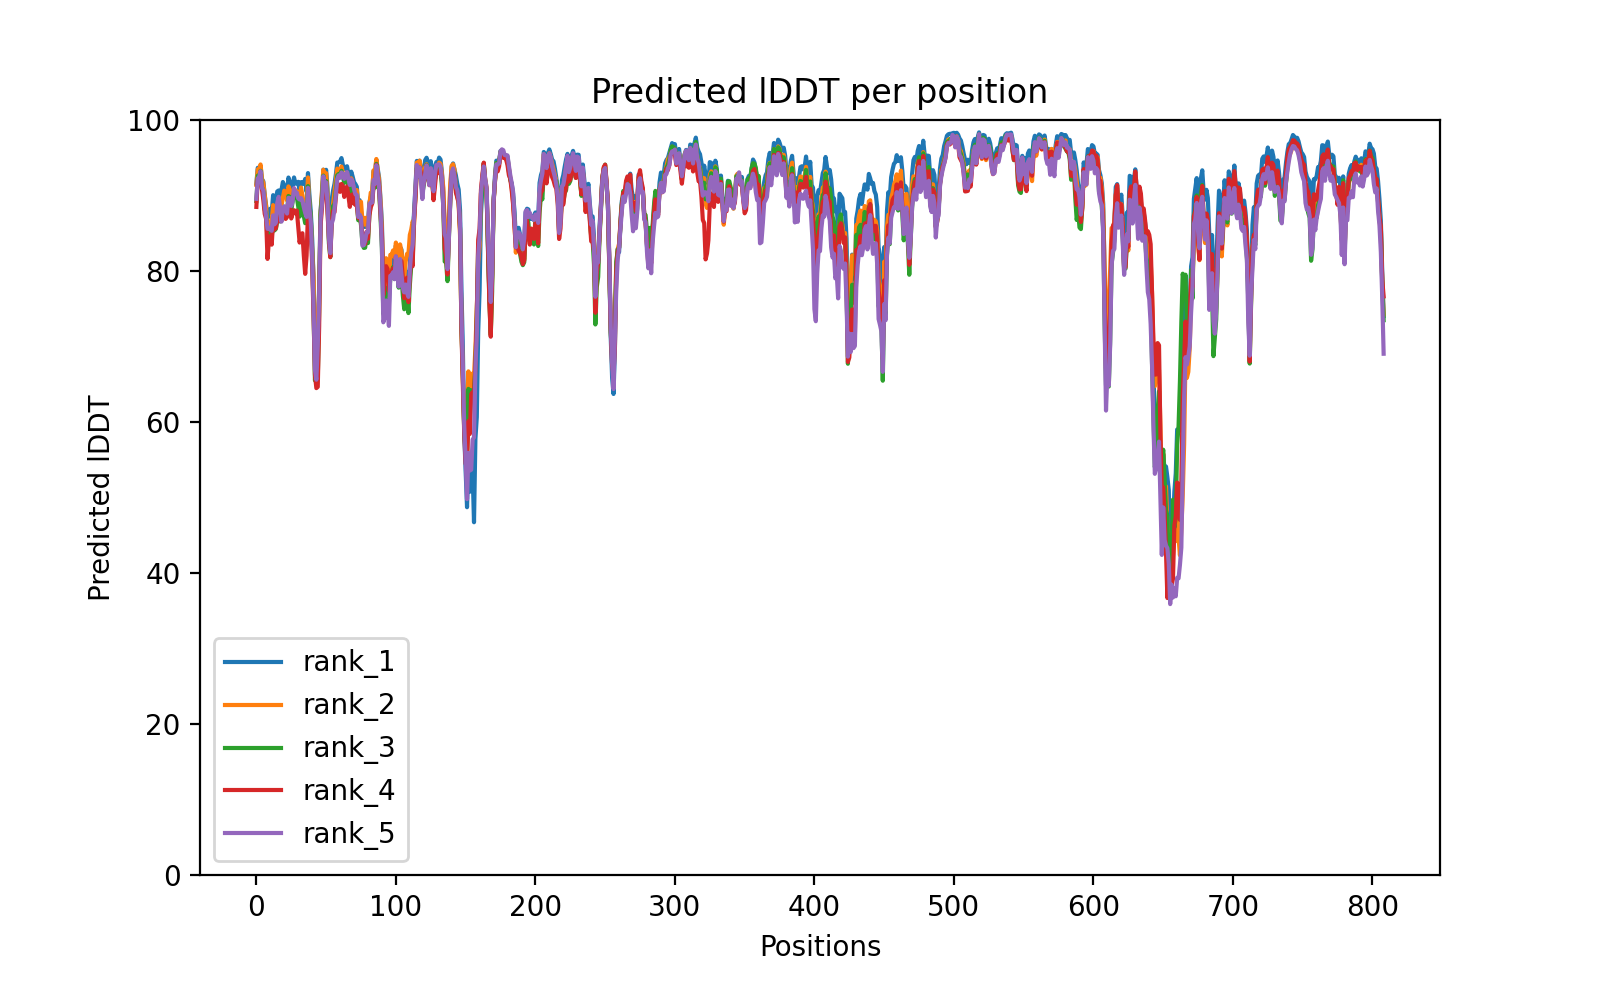 Predicted lDDT per position
100
80
60
40
20
0
Predicted lDDT
rank_1
rank_2
rank_3
rank_4
rank_5
0 100 200 300 400 500 600 700 800
Positions